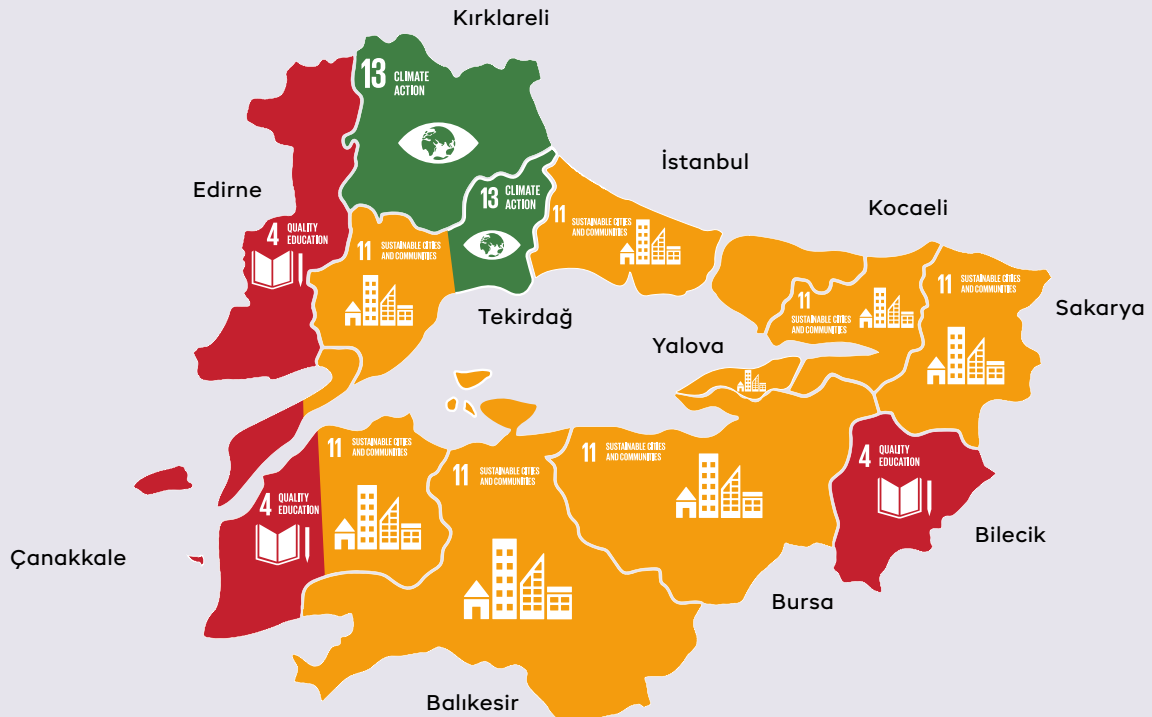 Kırklareli
13 CLIMATE
ACTION
İstanbul
Edirne
13 CLIMATE
ACTION
Kocaeli
4 QUALITY
EDUCATION
11 SUSTAINABLE CITIES
AND COMMUNITIES
11 SUSTAINABLE CITIES
AND COMMUNITIES
11
SUSTAINABLE CITIES
AND COMMUNITIES
11 SUSTAINABLE CITIES
AND COMMUNITIES
Sakarya
Tekirdağ
Yalova
11 SUSTAINABLE CITIES
AND COMMUNITIES
11 SUSTAINABLE CITIES
AND COMMUNITIES
11 SUSTAINABLE CITIES
AND COMMUNITIES
4 QUALITY
EDUCATION
4 QUALITY
EDUCATION
Çanakkale
Bilecik
Bursa
Balıkesir